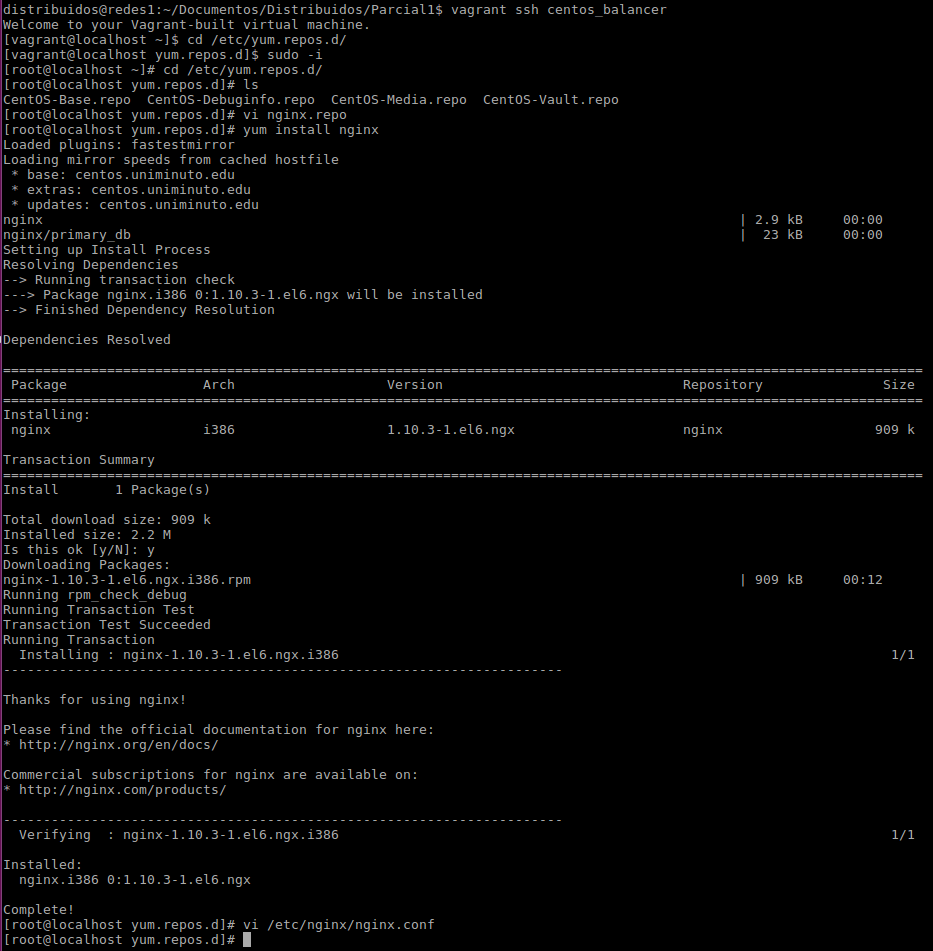 distribuidos@redes1:~/Documentos/Distribuidos/Parcial1$ vagrant ssh centos_balancer
Welcome to your Vagrant-built virtual machine.
[vagrant@localhost ~]$ cd /etc/yum.repos.d/
[vagrant@localhost yum.repos.d]$ sudo -i
[root@localhost ~]# cd /etc/yum.repos.d/
[root@localhost yum.repos.d]# ls
CentOS-Base.repo  CentOS-Debuginfo.repo  CentOS-Media.repo  CentOS-Vault.repo
[root@localhost yum.repos.d]# vi nginx.repo
[root@localhost yum.repos.d]# yum install nginx
Loaded plugins: fastestmirror
Loading mirror speeds from cached hostfile
 * base: centos.uniminuto.edu
 * extras: centos.uniminuto.edu
 * updates: centos.uniminuto.edu
nginx                                                                                       | 2.9 kB     00:00
nginx/primary_db                                                                            |  23 kB     00:00
Setting up Install Process
Resolving Dependencies
--> Running transaction check
---> Package nginx.i386 0:1.10.3-1.el6.ngx will be installed
--> Finished Dependency Resolution

Dependencies Resolved

===================================================================================================================
 Package                 Arch                   Version                              Repository               Size
===================================================================================================================
Installing:
 nginx                   i386                   1.10.3-1.el6.ngx                     nginx                   909 k

Transaction Summary
===================================================================================================================
Install       1 Package(s)

Total download size: 909 k
Installed size: 2.2 M
Is this ok [y/N]: y
Downloading Packages:
nginx-1.10.3-1.el6.ngx.i386.rpm                                                             | 909 kB     00:12
Running rpm_check_debug
Running Transaction Test
Transaction Test Succeeded
Running Transaction
  Installing : nginx-1.10.3-1.el6.ngx.i386                                                                     1/1
----------------------------------------------------------------------

Thanks for using nginx!

Please find the official documentation for nginx here:
* http://nginx.org/en/docs/

Commercial subscriptions for nginx are available on:
* http://nginx.com/products/

----------------------------------------------------------------------
  Verifying  : nginx-1.10.3-1.el6.ngx.i386                                                                     1/1

Installed:
  nginx.i386 0:1.10.3-1.el6.ngx

Complete!
[root@localhost yum.repos.d]# vi /etc/nginx/nginx.conf
[root@localhost yum.repos.d]#